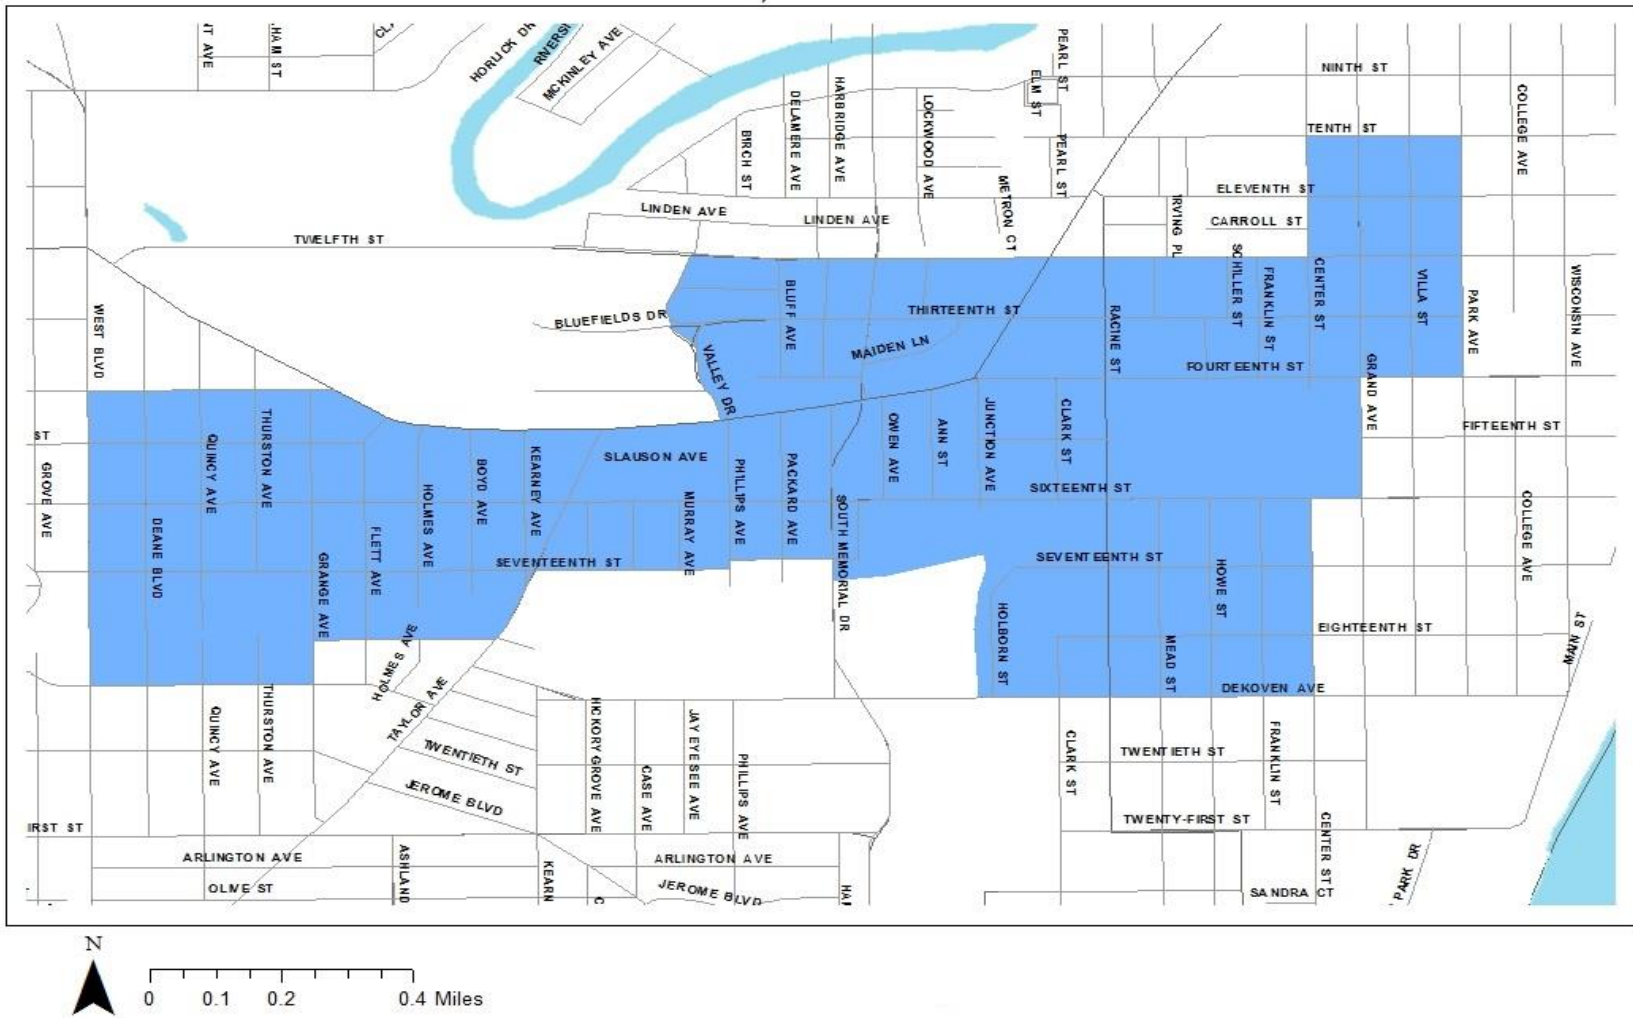 HORLICK DR
MCKINLEY AVE
PEARL ST
ELM ST
NINTH ST
COLLEGE AVE
TENTH ST
BIRCH ST
DELAMERE AVE
HARBRIDGE AVE
LOCKWOOD AVE
PEARL ST
METRON CT
IRVING PL
ELEVENTH ST
CARROLL ST
LINDEN AVE
LINDEN AVE
TWELFTH ST
SCHILLER ST
FRANKLIN ST
CENTER ST
VILLA ST
PARK AVE
WISCONSIN AVE
WEST BLVD
BLUEFIELDS DR
BLUFF AVE
THIRTEENTH ST
RACINE ST
MAIDEN LN
VALLEY DR
FOURTEENTH ST
GRAND AVE
ST
GROVE AVE
QUINCY AVE
THURSTON AVE
SLAUSON AVE
OWEN AVE
ANN ST
JUNCTION AVE
CLARK ST
FIFTEENTH ST
HOLMES AVE
BOYD AVE
KEARNEY AVE
MURRAY AVE
PHILLIPS AVE
PACKARD AVE
SOUTH MEMORIAL DR
SIXTEENTH ST
COLLEGE AVE
DEANE BLVD
GRANGE AVE
FLETT AVE
SEVENTEENTH ST
SEVENTEENTH ST
HOWE ST
HOLBORN ST
MEAD ST
EIGHTEENTH ST
MAIN ST
DEKOVEN AVE
HOLMES AVE
TAYLOR AVE
QUINCY AVE
THURSTON AVE
TWENTIETH ST
JEROME BLVD
HICKORY GROVE AVE
CASE AVE
JAY EYE SEE AVE
PHILLIPS AVE
CLARK ST
TWENTIETH ST
FRANKLIN ST
TWENTY-FIRST ST
CENTER ST
PARK DR
IRST ST
ARLINGTON AVE
OLIVE ST
ASHLAND
KEARN
ARLINGTON AVE
JEROME BLVD
SANDRA CT
N
0 0.1 0.2 0.4 Miles